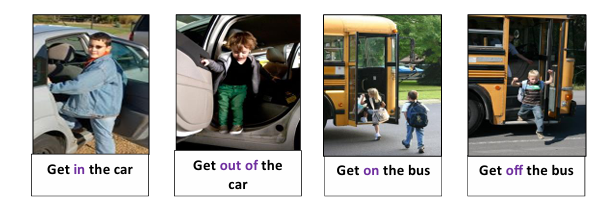 Get in the car
Get out of the
car
Get on the bus
Get off the bus